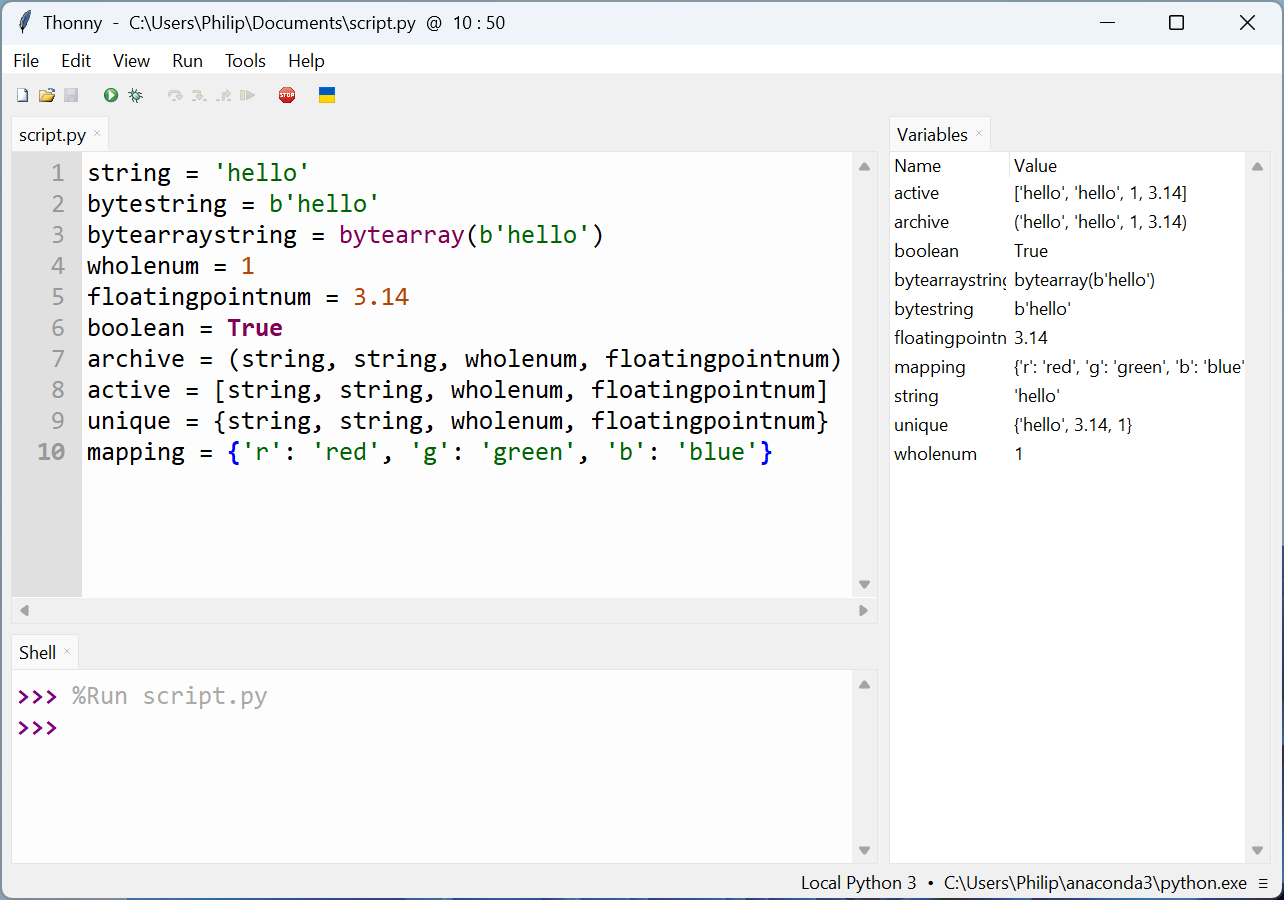 Thonny - C:\Users\Philip\Documents\script.py @ 10 : 50
File Edit View Run Tools Help
STOP
script.py ×
1 string = 'hello'
2 bytestring = b'hello'
3 bytearraystring = bytearray(b'hello')
4 wholenum = 1
5 floatingpointnum = 3.14
6 boolean = True
7 archive = (string, string, wholenum, floatingpointnum)
8 active = [string, string, wholenum, floatingpointnum]
9 unique = {string, string, wholenum, floatingpointnum}
10 mapping = {'r': 'red', 'g': 'green', 'b': 'blue'}
Shell ×
>>> %Run script.py
>>>
Variables ×
Name Value
active ['hello', 'hello', 1, 3.14]
archive ('hello', 'hello', 1, 3.14)
boolean True
bytearraystring bytearray(b'hello')
bytestring b'hello'
floatingpointn 3.14
mapping {'r': 'red', 'g': 'green', 'b': 'blue'
string 'hello'
unique {'hello', 3.14, 1}
wholenum 1
Local Python 3 • C:\Users\Philip\anaconda3\python.exe ≡